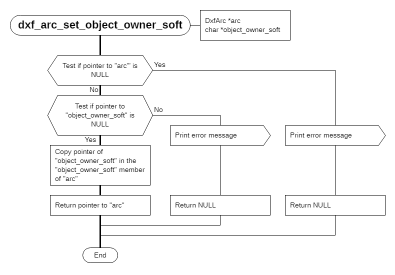 dxf_arc_set_object_owner_soft
DxfArc *arc
char *object_owner_soft
Test if pointer to "arc" is
NULL
Yes
No
Test if pointer to
"object_owner_soft" is
NULL
No
Yes
Print error message
Print error message
Copy pointer of
"object_owner_soft" in the
"object_owner_soft" member
of "arc"
Return pointer to "arc"
Return NULL
Return NULL
End